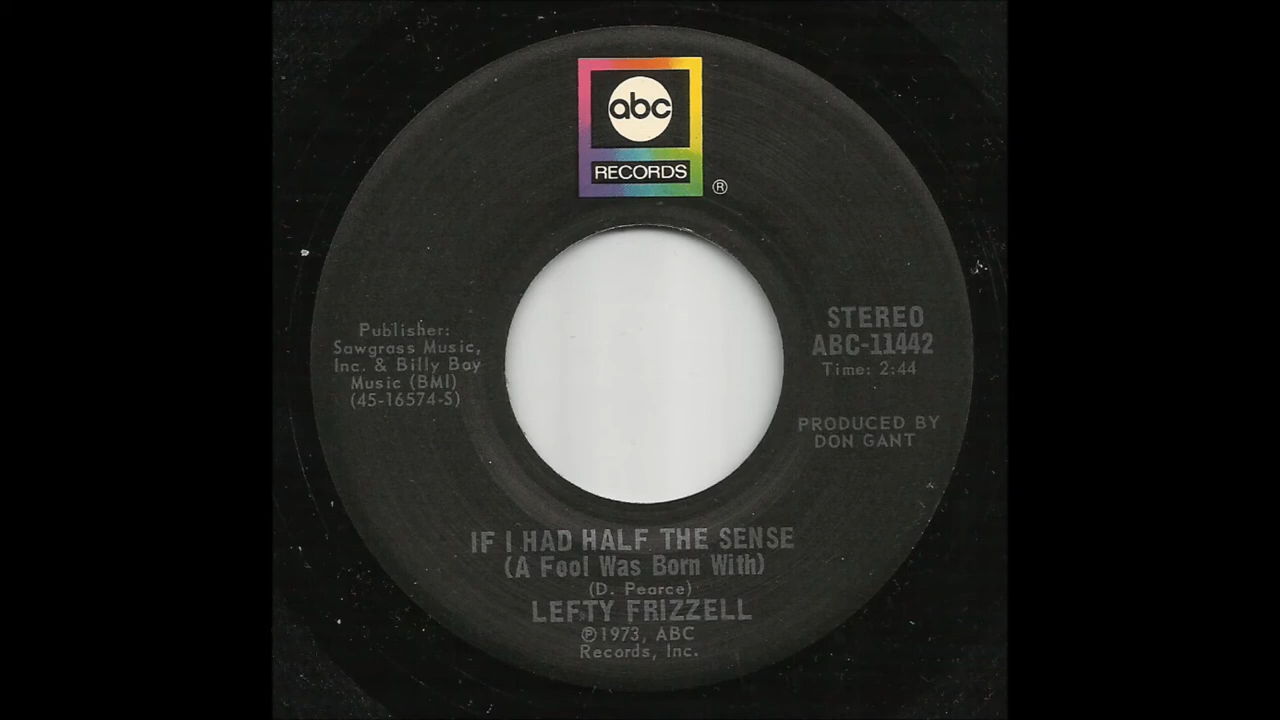 abc
RECORDS
®
Publisher:
Sawgrass Music,
Inc. & Billy Boy
Music (BMI)
(45-16574-S)
STEREO
ABC-11442
Time: 2:44
PRODUCED BY
DON GANT
IF I HAD HALF THE SENSE
(A Fool Was Born With)
(D. Pearce)
LEFTY FRIZZELL
℗1973, ABC
Records, Inc.